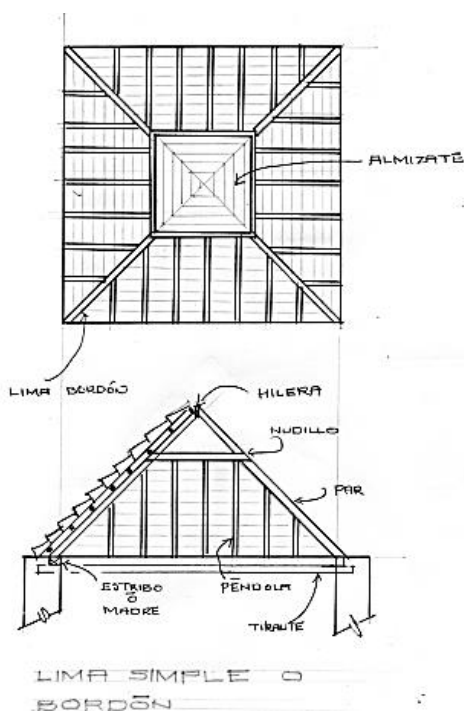 ALMIZATE
LIMA BORDÓN
HILERA
NUDILLO
PAR
ESTRIBO
Ó
MADRE
PÉNDOLA
TIRANTE
LIMA SIMPLE O
BORDÓN